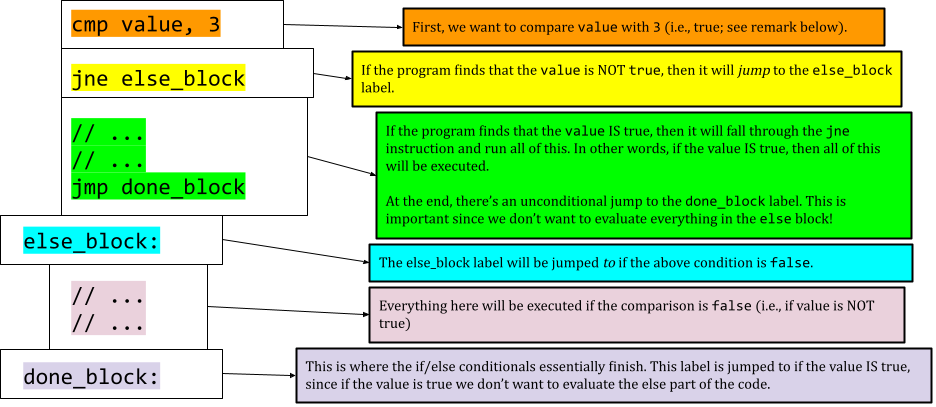 cmp value, 3
First, we want to compare value with 3 (i.e., true; see remark below).
jne else_block
If the program finds that the value is NOT true, then it will jump to the else_block
label.
// ...
// ...
jmp done_block
If the program finds that the value IS true, then it will fall through the jne
instruction and run all of this. In other words, if the value IS true, then all of this
will be executed.
At the end, there’s an unconditional jump to the done_block label. This is
important since we don’t want to evaluate everything in the else block!
else_block:
The else_block label will be jumped to if the above condition is false.
// ...
// ...
Everything here will be executed if the comparison is false (i.e., if value is NOT
true)
done_block:
This is where the if/else conditionals essentially finish. This label is jumped to if the value IS true,
since if the value is true we don’t want to evaluate the else part of the code.